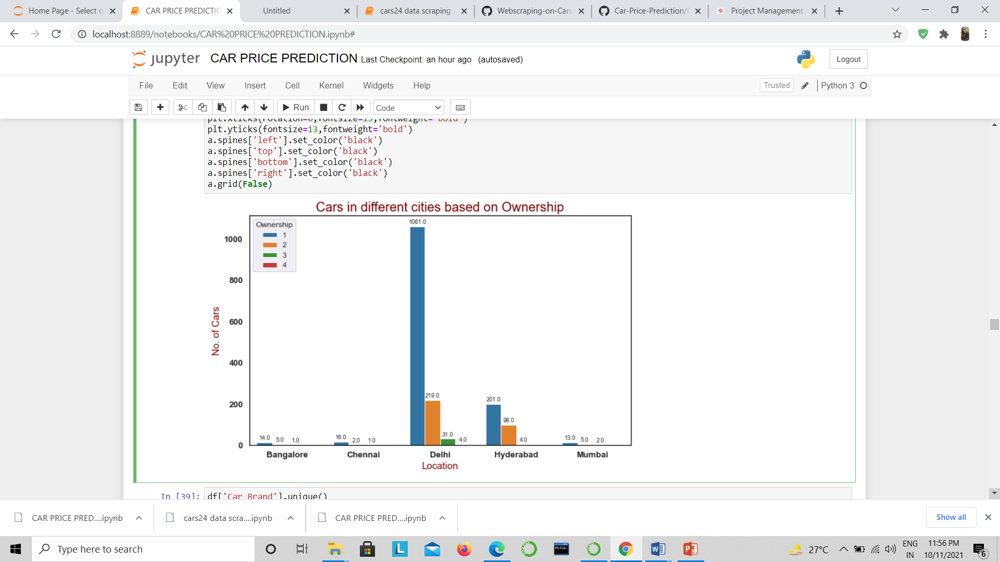 Home Page - Select o
CAR PRICE PREDICTIC
Untitled
cars24 data scraping -
Webscraping-on-Cars
Car-Price-Prediction/
Project Management
localhost:8889/notebooks/CAR%20PRICE%20PREDICTION.ipynb#
jupyter CAR PRICE PREDICTION Last Checkpoint: an hour ago (autosaved)
Logout
File Edit View Insert Cell Kernel Widgets Help
Trusted
Python 3
Run
Code
plt.xticks(rotation=0,fontsize=13,fontweight='bold')
plt.yticks(fontsize=13,fontweight='bold')
a.spines['left'].set_color('black')
a.spines['top'].set_color('black')
a.spines['bottom'].set_color('black')
a.spines['right'].set_color('black')
a.grid(False)
Cars in different cities based on Ownership
Ownership
1
2
3
4
No. of Cars
1000
800
600
400
200
0
14.0 5.0 1.0
16.0 2.0 1.0
1061.0 219.0 31.0 4.0
201.0 98.0 4.0
13.0 5.0 2.0
Bangalore Chennai Delhi Hyderabad Mumbai
Location
In [39]: df['Car Brand'].unique()
CAR PRICE PRED....ipynb
cars24 data scra....ipynb
CAR PRICE PRED....ipynb
Show all
Type here to search
L
MySQL
W
P
27°C
ENG
IN
11:56 PM
10/11/2021
6